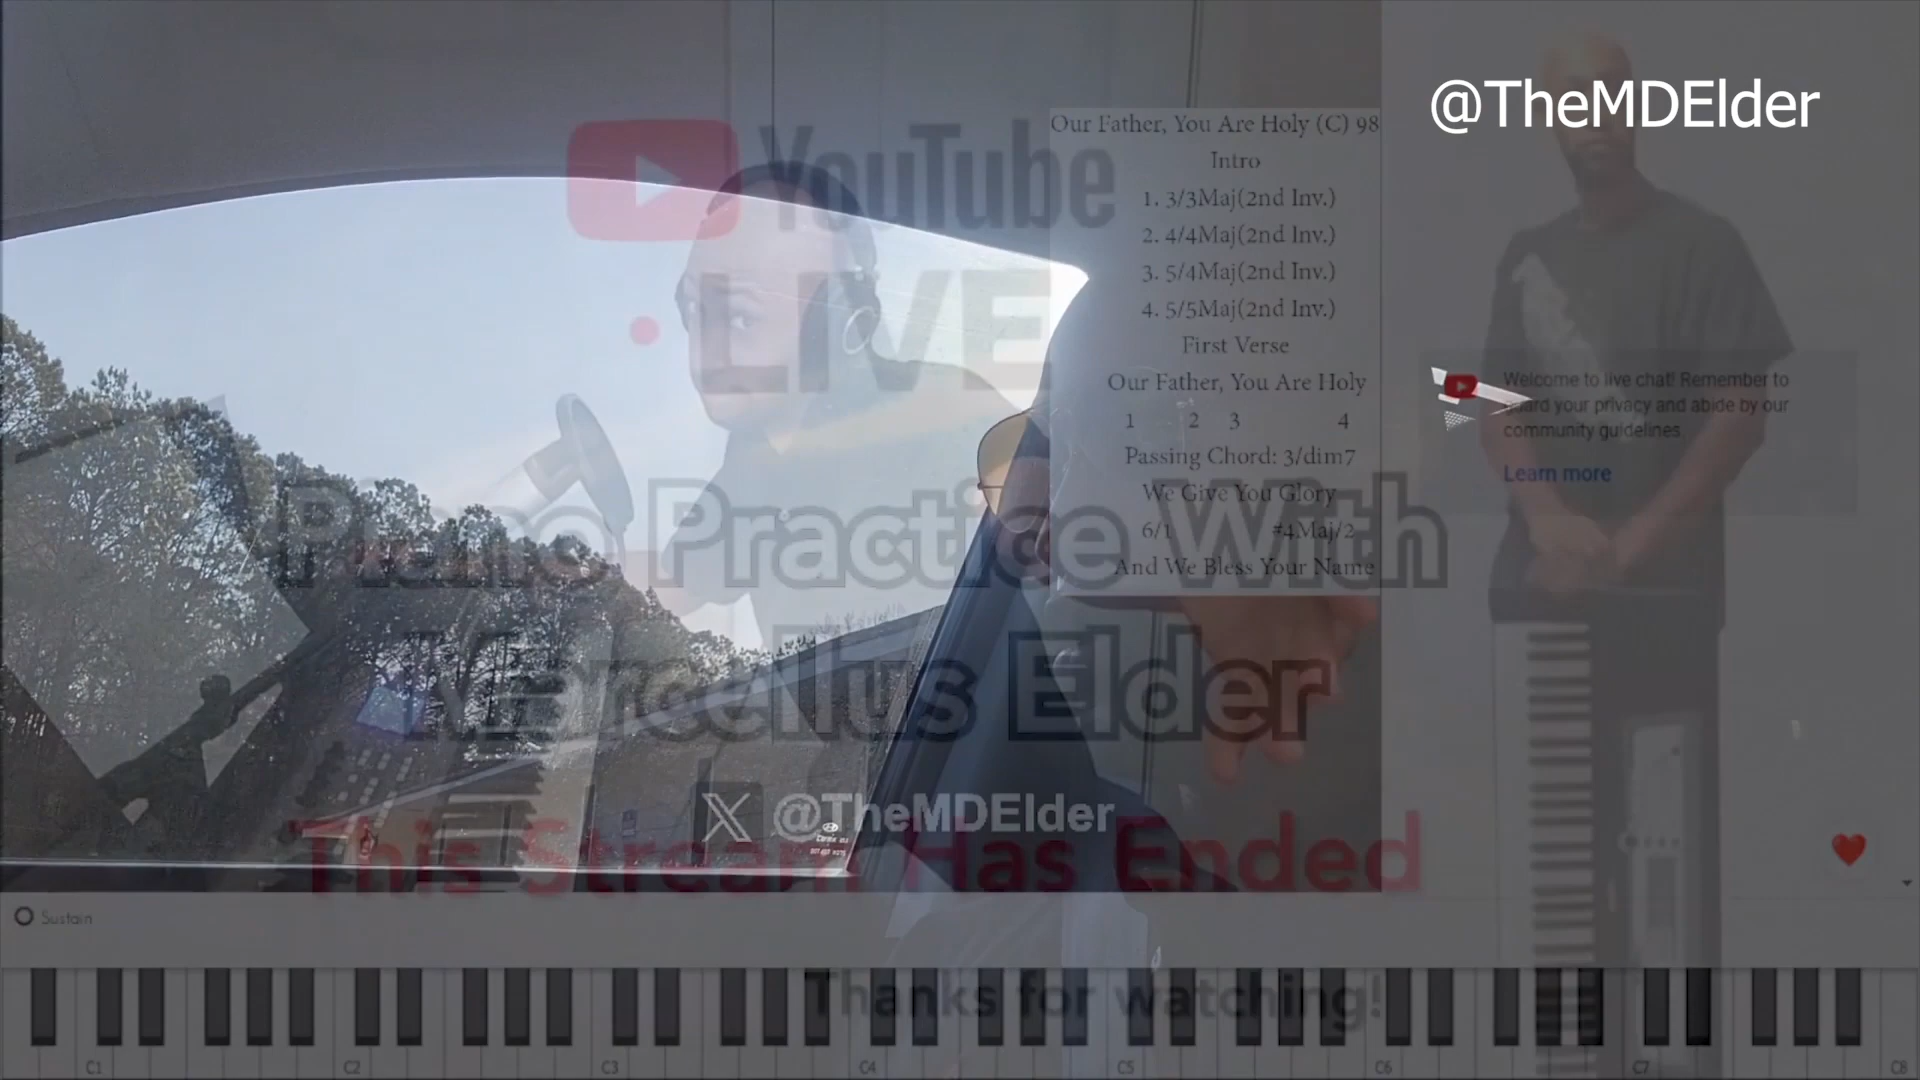 @TheMDElder
YouTube
LIVE
Our Father, You Are Holy (C) 98
Intro
1. 3/3Maj(2nd Inv.)
2. 4/4Maj(2nd Inv.)
3. 5/4Maj(2nd Inv.)
4. 5/5Maj(2nd Inv.)
First Verse
Our Father, You Are Holy
1 2 3 4
Passing Chord: 3/dim7
We Give You Glory
6/1 #4Maj/2
And We Bless Your Name
Welcome to live chat! Remember to
guard your privacy and abide by our
community guidelines.
Learn more
Piano Practice With
Marcellus Elder
X @TheMDElder
This Stream Has Ended
Thanks for watching!
Sustain
C1 C2 C3 C4 C5 C6 C7 C8